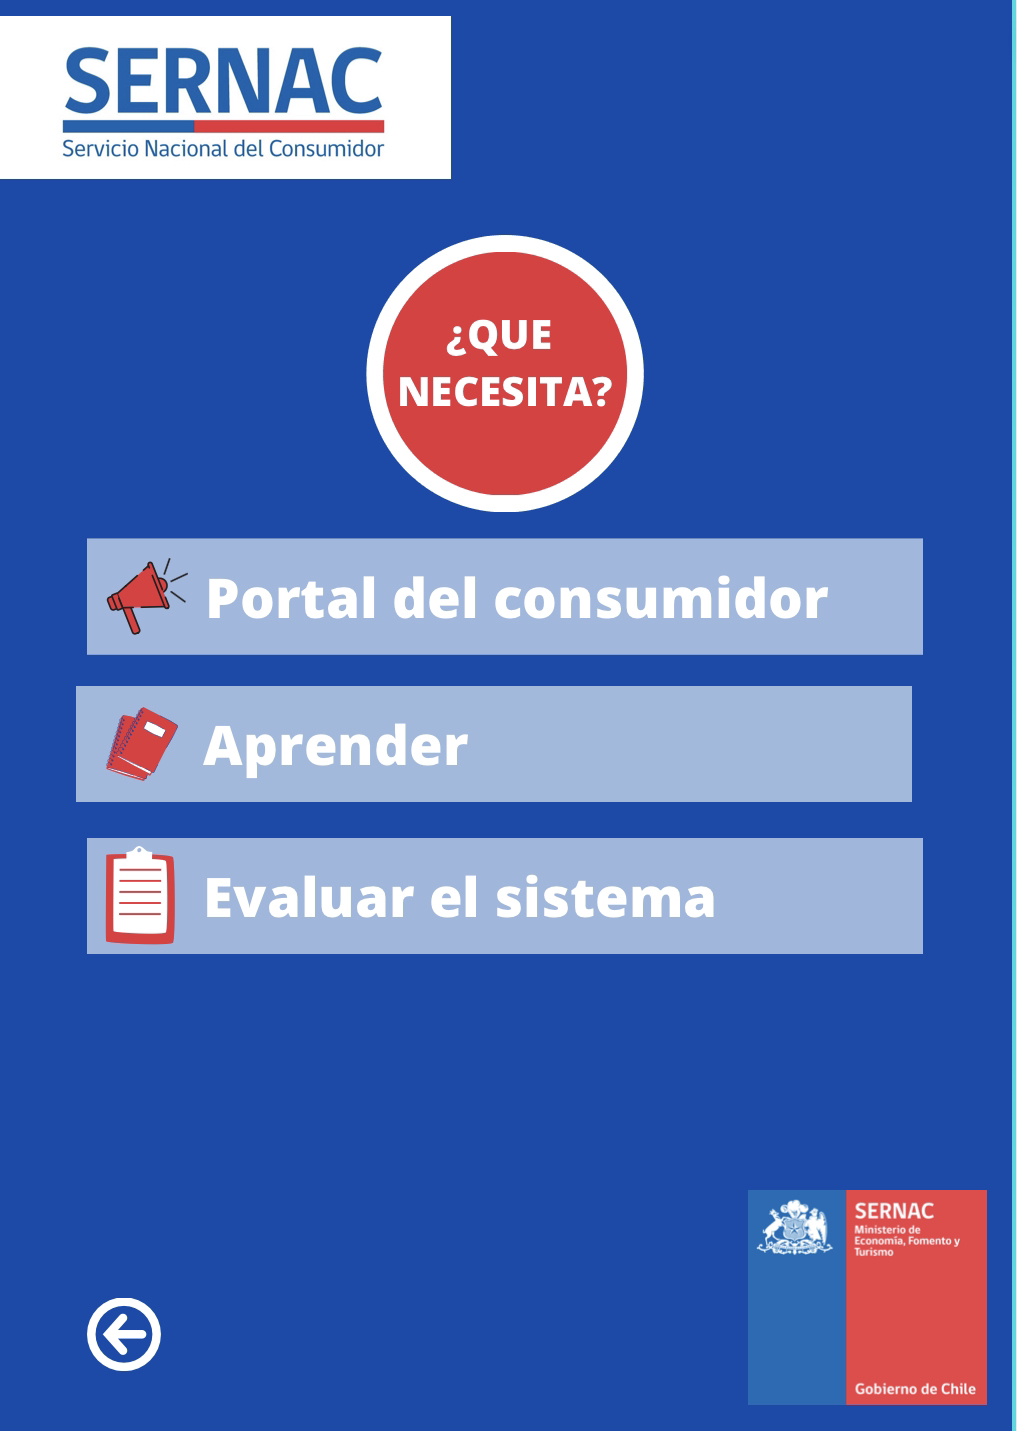 SERNAC
Servicio Nacional del Consumidor
¿QUE
NECESITA?
Portal del consumidor
Aprender
Evaluar el sistema
SERNAC
Ministerio de
Economía, Fomento y
Turismo
Gobierno de Chile